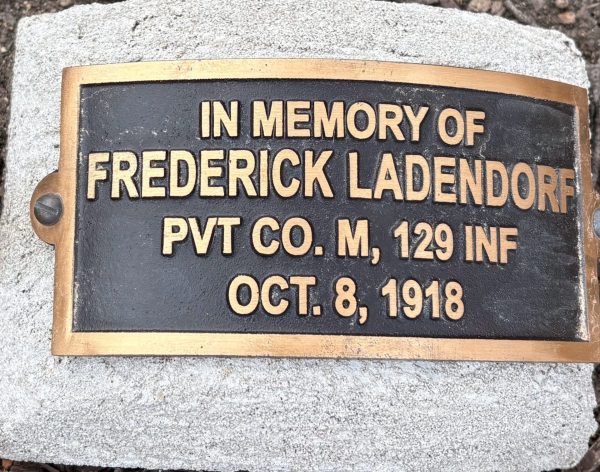 IN MEMORY OF
FREDERICK LADENDORF
PVT CO. M, 129 INF
OCT. 8, 1918